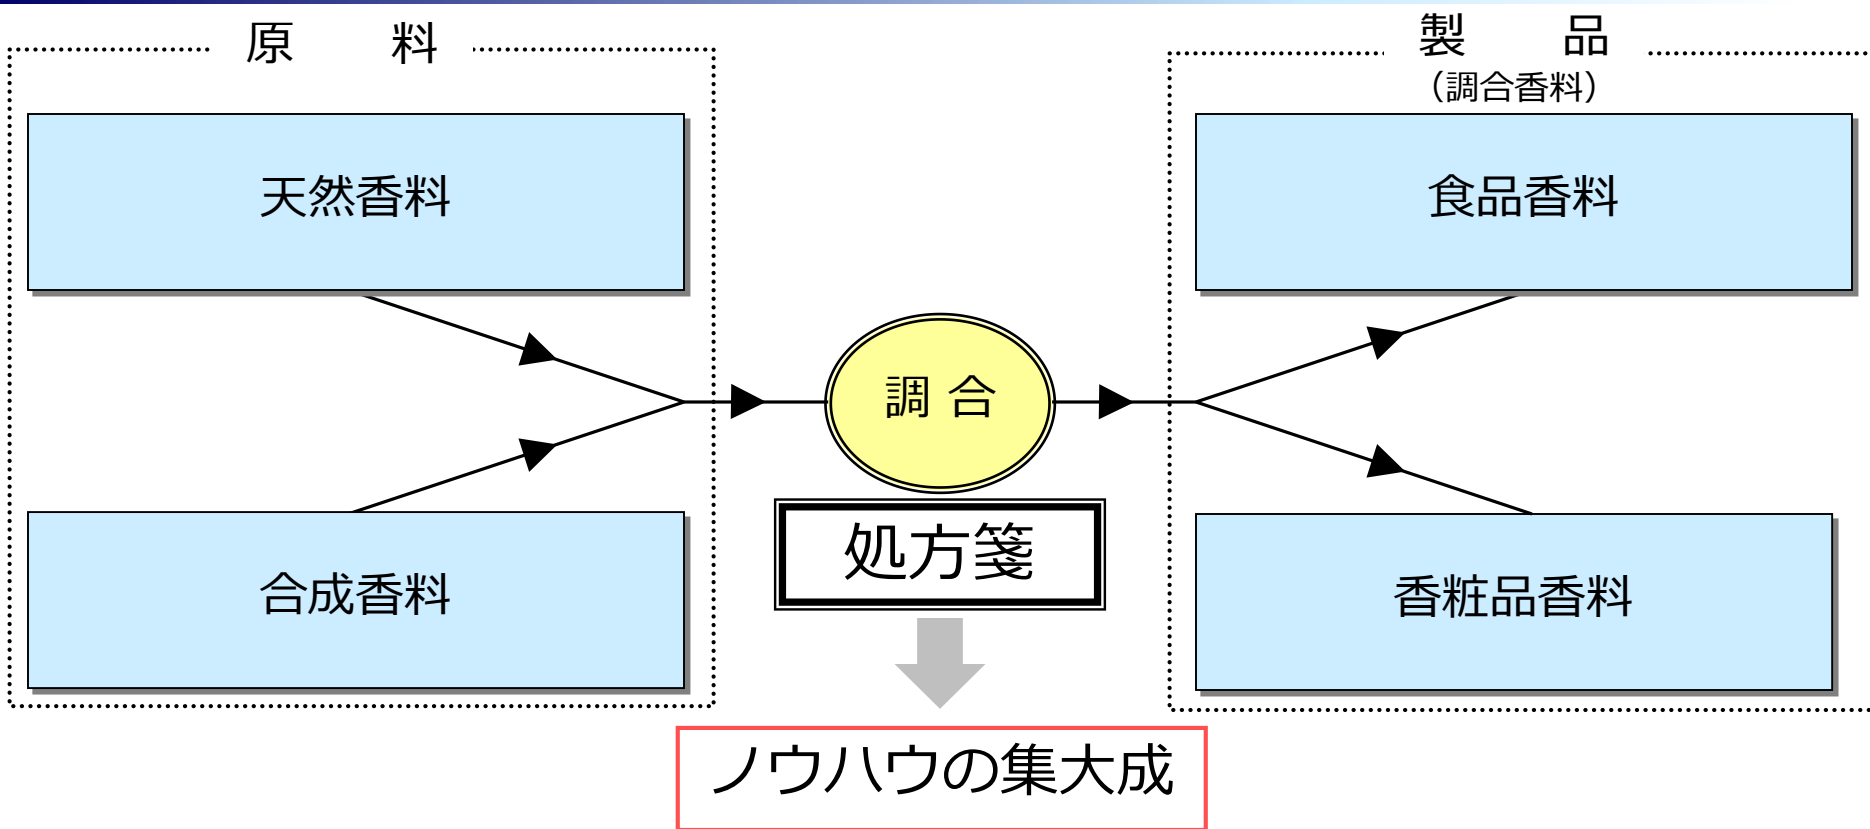 原　料
天然香料
合成香料
調 合
処方箋
ノウハウの集大成
製　品
（調合香料）
食品香料
香粧品香料